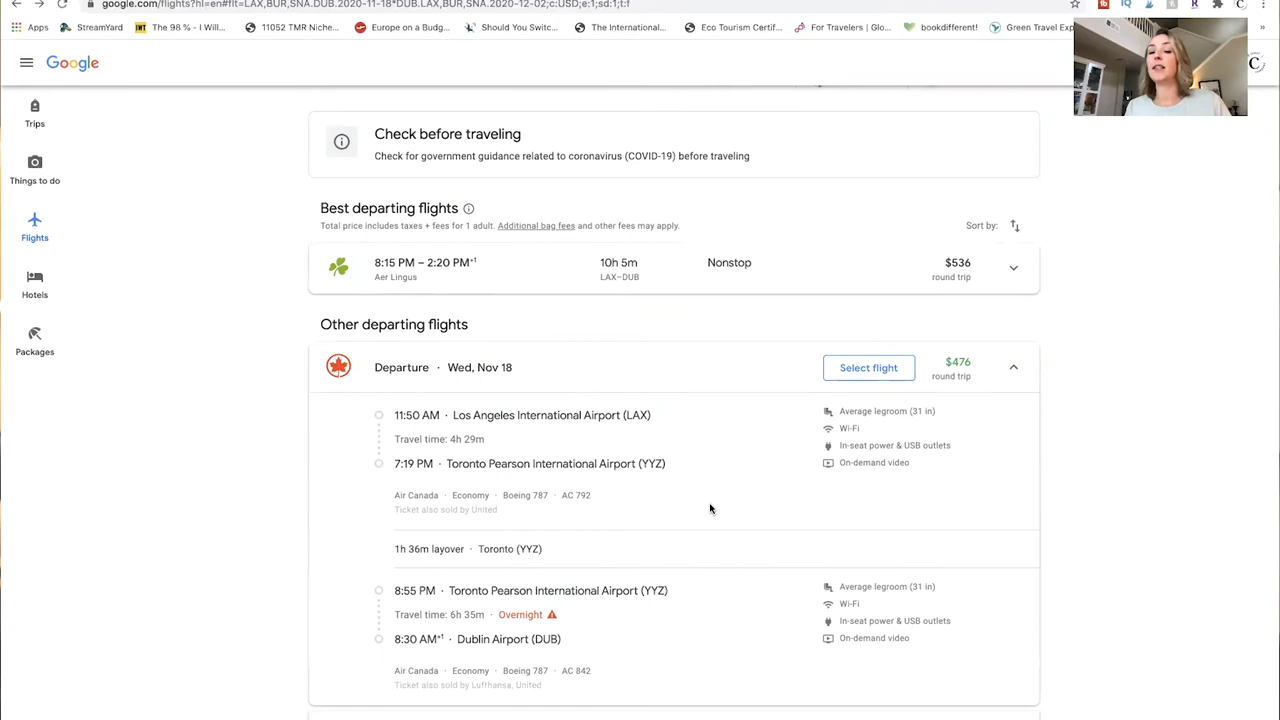 google.com/flights?hl=en#flt=LAX,BUR,SNA.DUB.2020-11-18*DUB.LAX,BUR,SNA.2020-12-02;c:USD;e:1;sd:1;t:f
Apps StreamYard The 98 % - I Will... 11052 TMR Niche... Europe on a Budg... Should You Switc... The International... Eco Tourism Certif... For Travelers | Glo... bookdifferent! Green Travel Exp
Google
Trips
Things to do
Flights
Hotels
Packages
Check before traveling
Check for government guidance related to coronavirus (COVID-19) before traveling
Best departing flights
Total price includes taxes + fees for 1 adult. Additional bag fees and other fees may apply.
Sort by:
8:15 PM – 2:20 PM+1 10h 5m Nonstop $536
Aer Lingus LAX–DUB round trip
Other departing flights
Departure · Wed, Nov 18 Select flight $476
round trip
11:50 AM · Los Angeles International Airport (LAX) Average legroom (31 in)
Wi-Fi
Travel time: 4h 29m In-seat power & USB outlets
7:19 PM · Toronto Pearson International Airport (YYZ) On-demand video
Air Canada · Economy · Boeing 787 · AC 792
Ticket also sold by United
1h 36m layover · Toronto (YYZ)
8:55 PM · Toronto Pearson International Airport (YYZ) Average legroom (31 in)
Wi-Fi
Travel time: 6h 35m · Overnight In-seat power & USB outlets
8:30 AM+1 · Dublin Airport (DUB) On-demand video
Air Canada · Economy · Boeing 787 · AC 842
Ticket also sold by Lufthansa, United